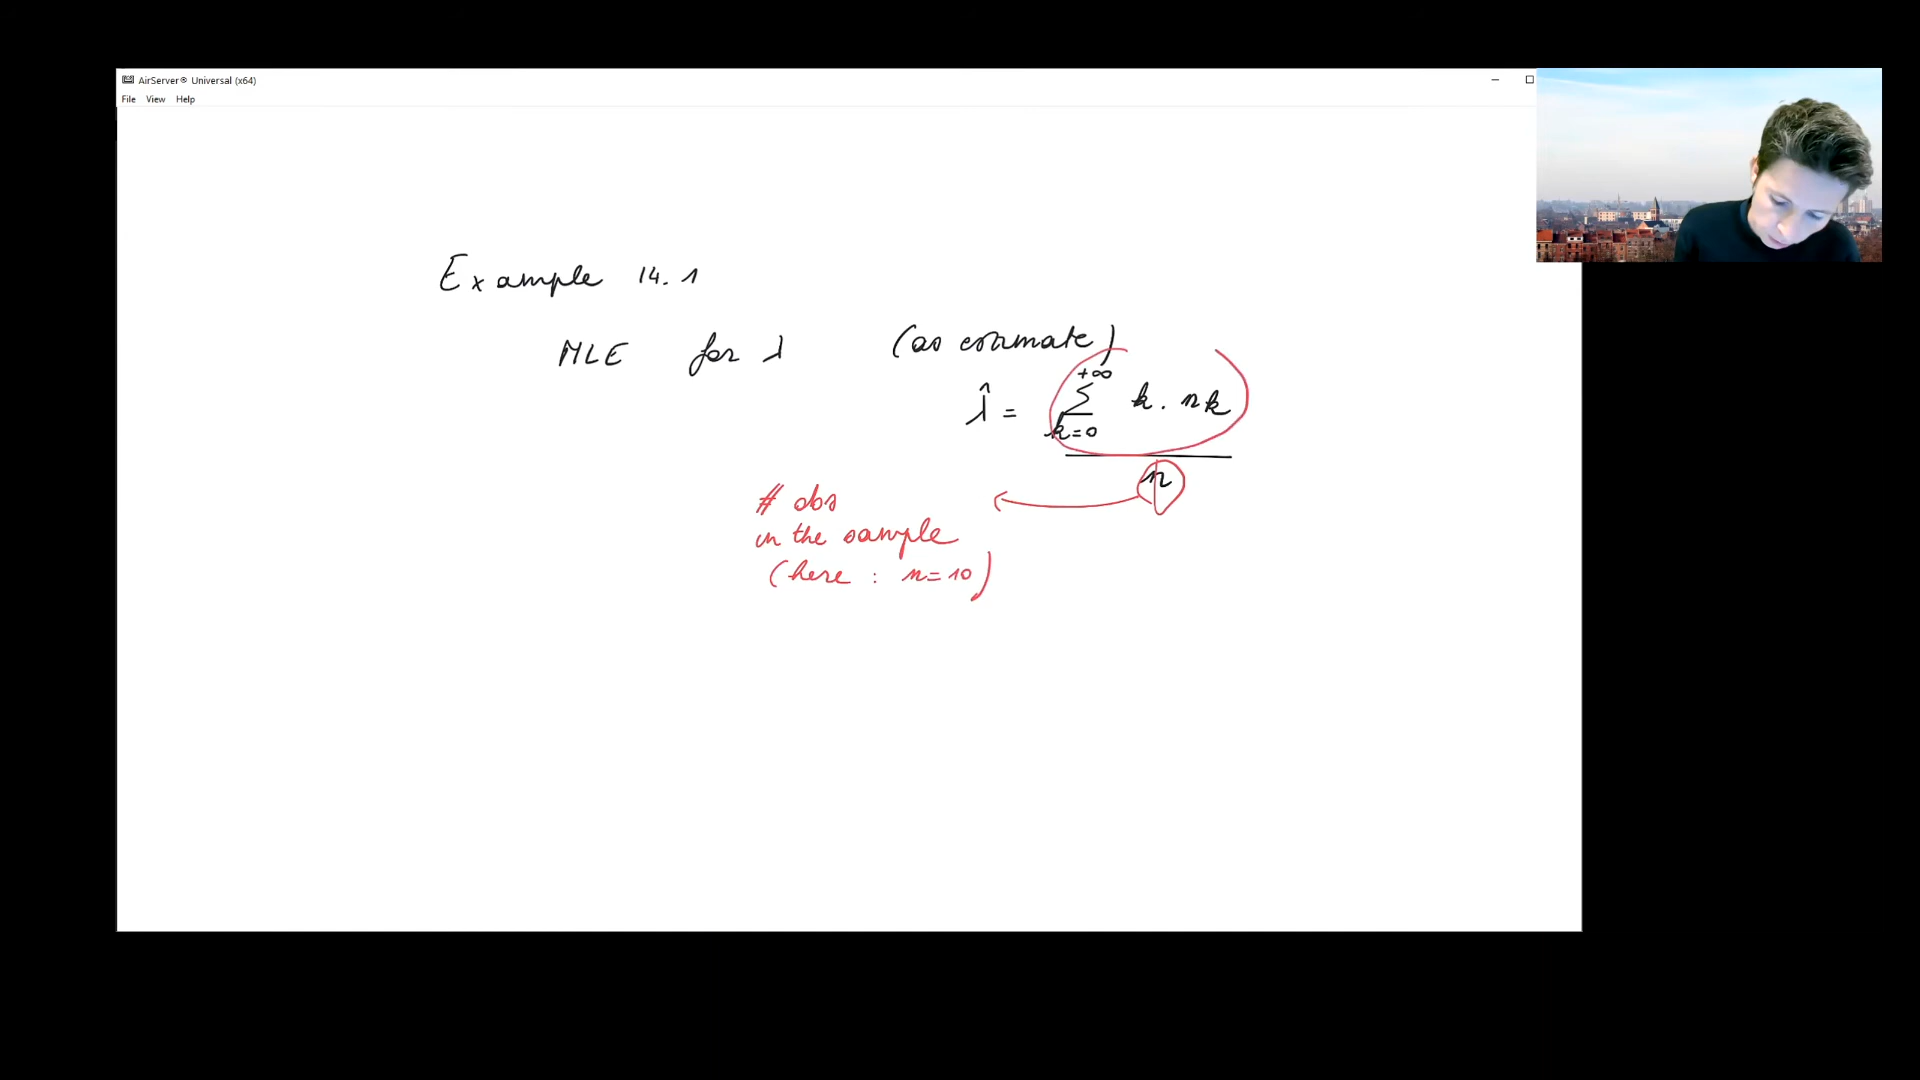 AirServer® Universal (x64)
File View Help
Example 14.1
MLE for λ (as estimate)
+∞
λ̂ = Σ k. nk
k=0
n
# obs
in the sample
(here : n=10)